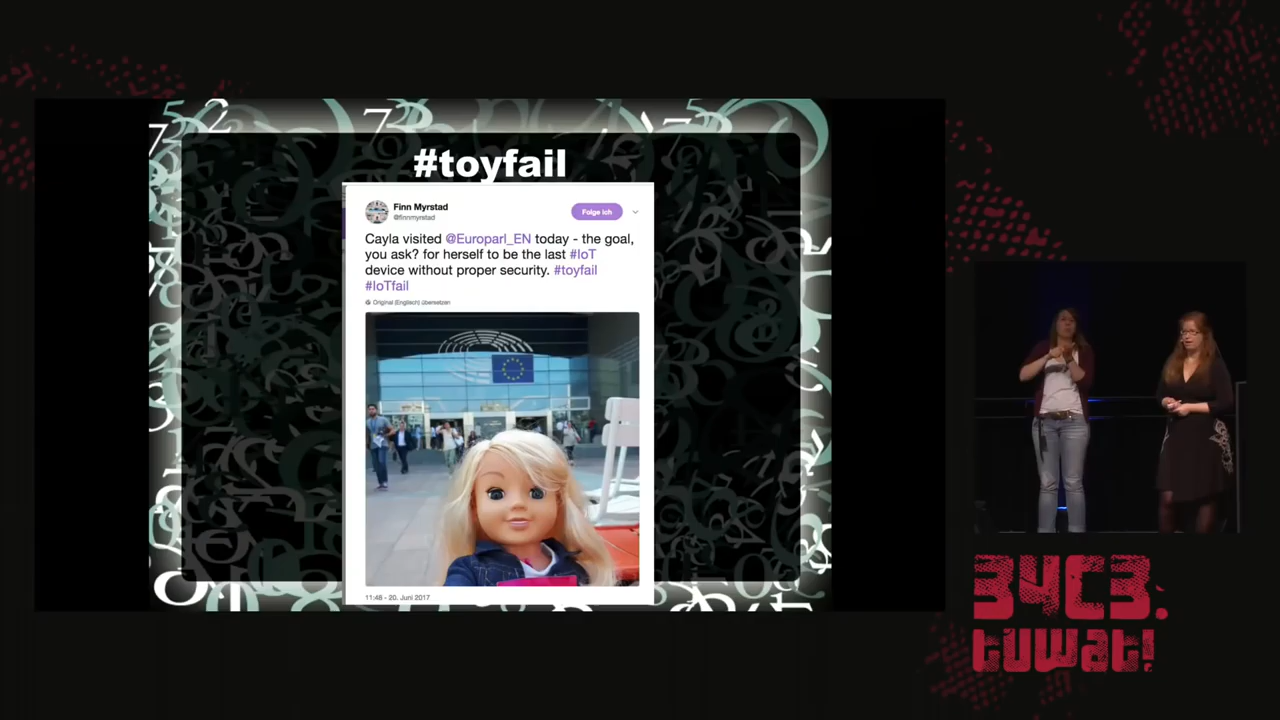 #toyfail
Finn Myrstad
@finnmyrstad
Folge ich
Cayla visited @Europarl_EN today - the goal,
you ask? for herself to be the last #IoT
device without proper security. #toyfail
#IoTfail
Original (Englisch) übersetzen
11:48 - 20. Juni 2017
34C3.
tuwat!